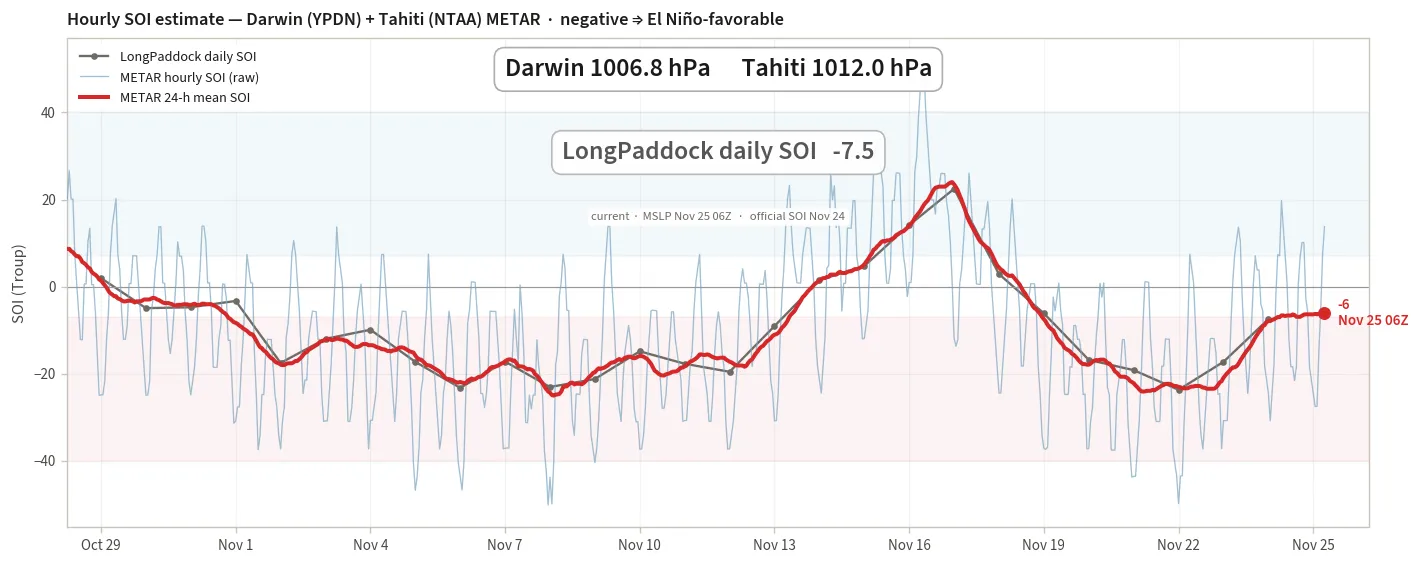 Hourly SOI estimate — Darwin (YPDN) + Tahiti (NTAA) METAR · negative ⇒ El Niño-favorable
LongPaddock daily SOI
METAR hourly SOI (raw)
METAR 24-h mean SOI
Darwin 1006.8 hPa Tahiti 1012.0 hPa
LongPaddock daily SOI -7.5
current · MSLP Nov 25 06Z · official SOI Nov 24
SOI (Troup)
40
20
0
−20
−40
-6
Nov 25 06Z
Oct 29 Nov 1 Nov 4 Nov 7 Nov 10 Nov 13 Nov 16 Nov 19 Nov 22 Nov 25